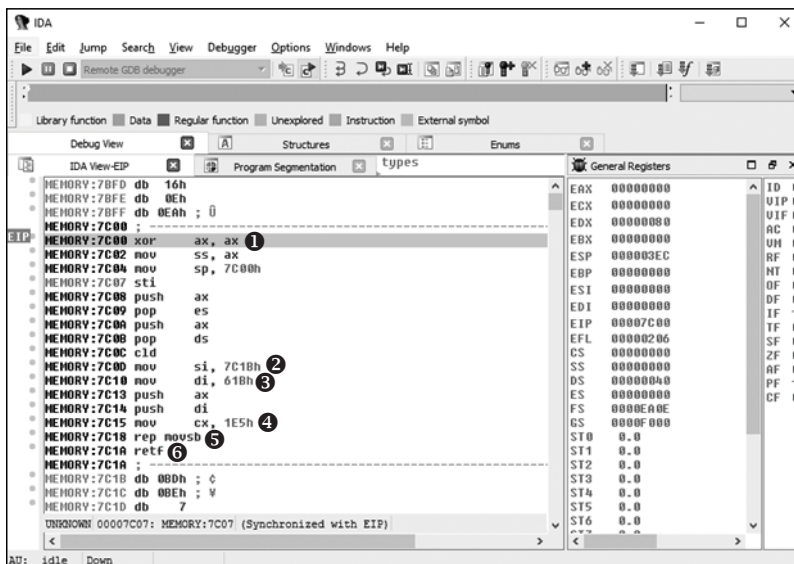 IDA
File Edit Jump Search View Debugger Options Windows Help
Remote GDB debugger
Library function Data Regular function Unexplored Instruction External symbol
Debug View Structures Enums
IDA View-EIP Program Segmentation types
MEMORY:7BFD db 16h
MEMORY:7BFE db 0Eh
MEMORY:7BFF db 0EAh ; Û
MEMORY:7C00 ; ---------------------------------------------------------
EIP MEMORY:7C00 xor ax, ax ❶
MEMORY:7C02 mov ss, ax
MEMORY:7C04 mov sp, 7C00h
MEMORY:7C07 sti
MEMORY:7C08 push ax
MEMORY:7C09 pop es
MEMORY:7C0A push ax
MEMORY:7C0B pop ds
MEMORY:7C0C cld
MEMORY:7C0D mov si, 7C1Bh ❷
MEMORY:7C10 mov di, 61Bh ❸
MEMORY:7C13 push ax
MEMORY:7C14 push di
MEMORY:7C15 mov cx, 1E5h ❹
MEMORY:7C18 rep movsb ❺
MEMORY:7C1A retf ❻
MEMORY:7C1A ; ---------------------------------------------------------
MEMORY:7C1B db 0BDh ; ¢
MEMORY:7C1C db 0BEh ; ¥
MEMORY:7C1D db 7
UNKNOWN 00007C07: MEMORY:7C07 (Synchronized with EIP)
General Registers
EAX 00000000
ECX 00000000
EDX 00000080
EBX 00000000
ESP 000003EC
EBP 00000000
ESI 00000000
EDI 00000000
EIP 00007C00
EFL 00000206
CS 00000000
SS 00000000
DS 00000040
ES 00000000
FS 0000EA0E
GS 0000F000
ST0 0.0
ST1 0.0
ST2 0.0
ST3 0.0
ST4 0.0
ST5 0.0
ST6 0.0
ID
VIP
VIF
AC
VM
RF
NT
OF
DF
IF
TF
SF
ZF
AF
PF
CF
AU: idle Down